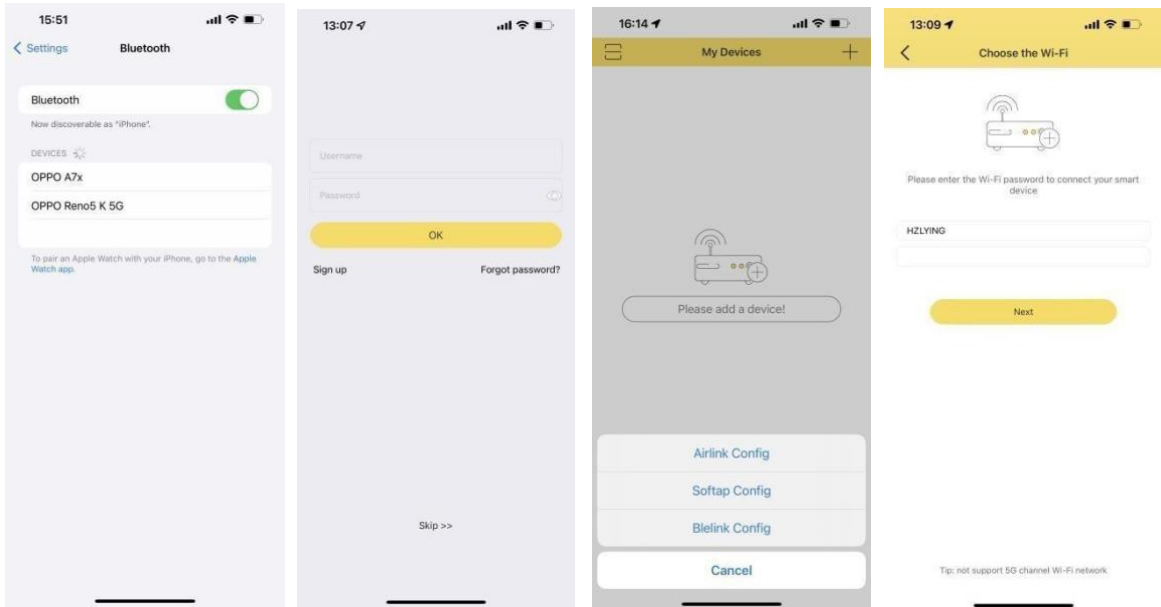 15:51
Settings
Bluetooth
Bluetooth
Now discoverable as "iPhone".
DEVICES
OPPO A7x
OPPO Reno5 K 5G
To pair an Apple Watch with your iPhone, go to the Apple
Watch app.
13:07
Username
Password
OK
Sign up
Forgot password?
Skip >>
16:14
My Devices
Please add a device!
Airlink Config
Softap Config
Blelink Config
Cancel
13:09
Choose the Wi-Fi
Please enter the Wi-Fi password to connect your smart
device
HZLYING
Next
Tip: not support 5G channel Wi-Fi network